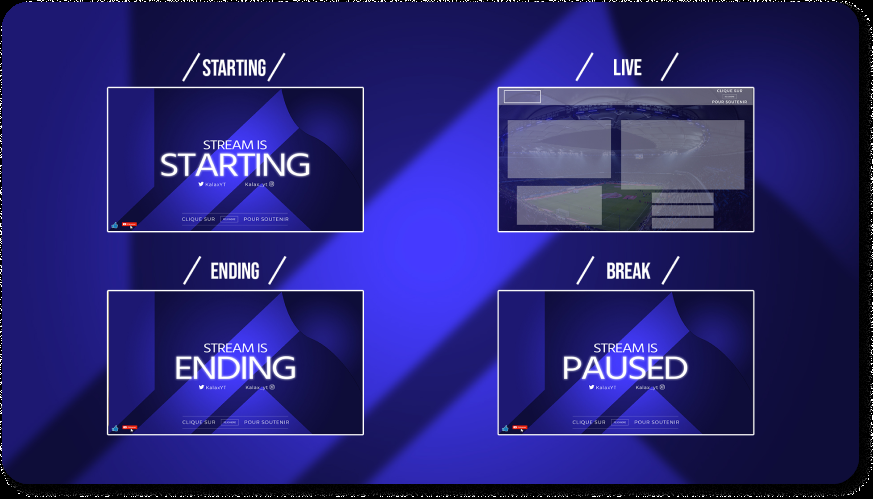 STARTING
LIVE
STREAM IS
STARTING
KalaxYT
Kalax_yt
CLIQUE SUR
POUR SOUTENIR
CLIQUE SUR
POUR SOUTENIR
ENDING
BREAK
STREAM IS
ENDING
KalaxYT
Kalax_yt
CLIQUE SUR
POUR SOUTENIR
STREAM IS
PAUSED
KalaxYT
Kalax_yt
CLIQUE SUR
POUR SOUTENIR